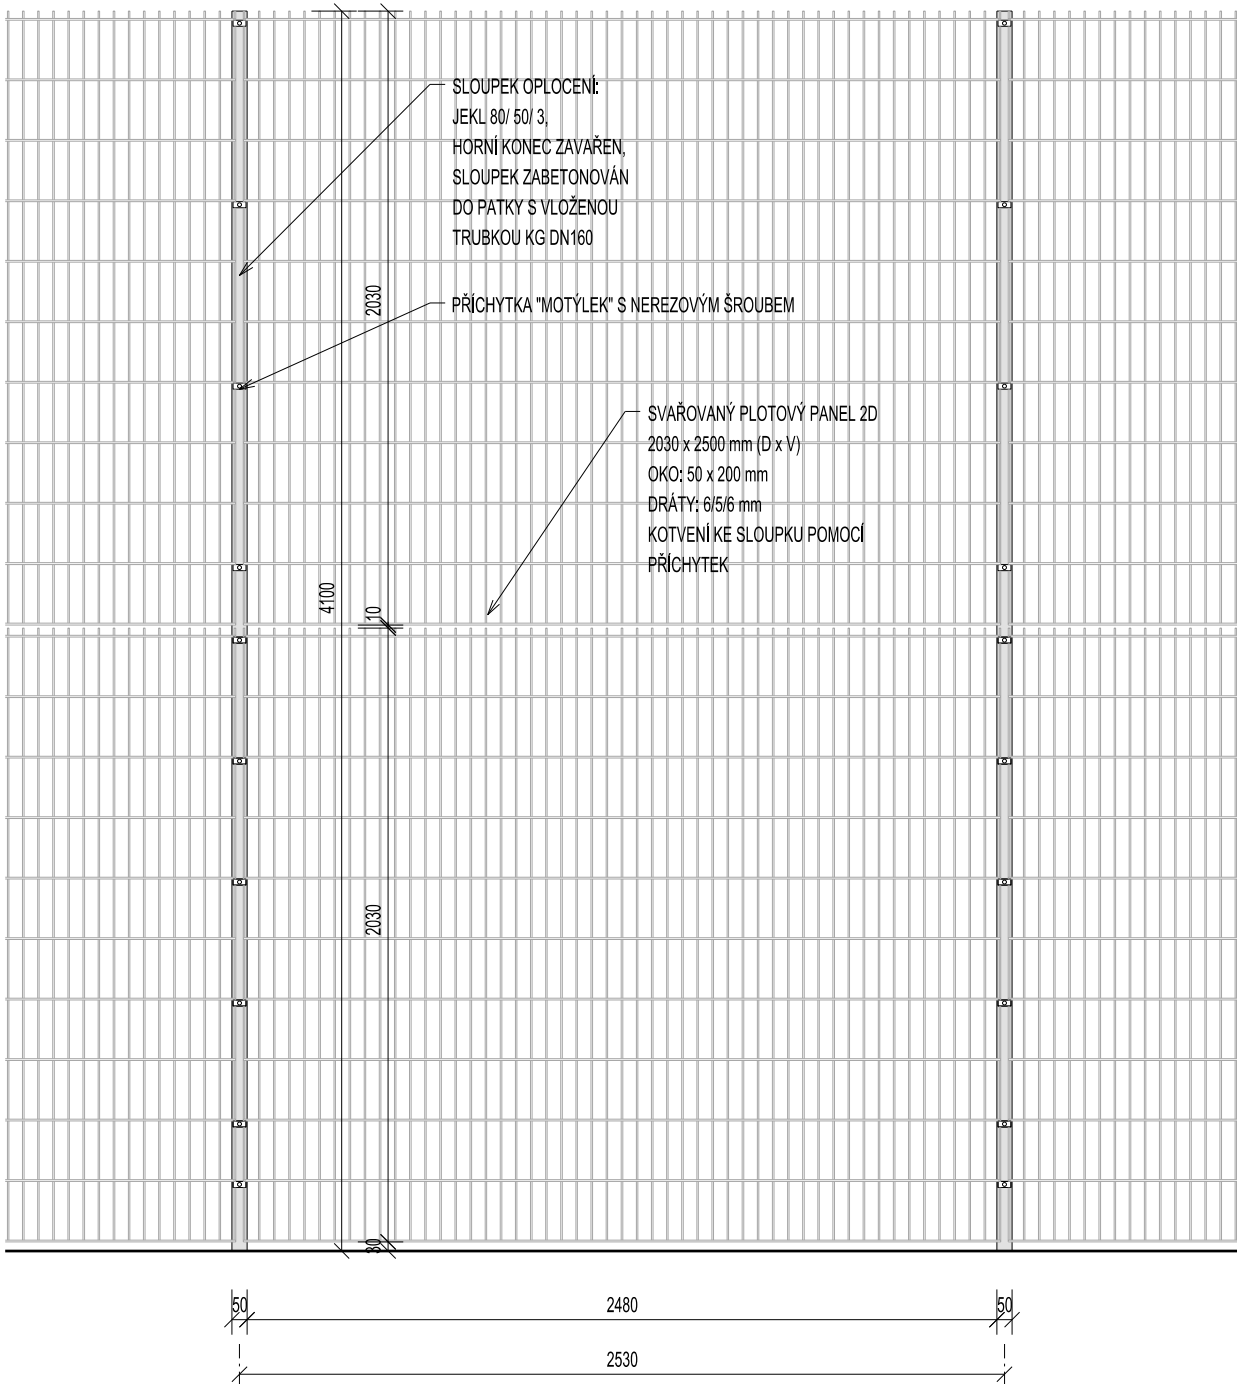 SLOUPEK OPLOCENÍ:
JEKL 80/ 50/ 3,
HORNÍ KONEC ZAVAŘEN,
SLOUPEK ZABETONOVÁN
DO PATKY S VLOŽENOU
TRUBKOU KG DN160
2030
PŘÍCHYTKA "MOTÝLEK" S NEREZOVÝM ŠROUBEM
SVAŘOVANÝ PLOTOVÝ PANEL 2D
2030 x 2500 mm (D x V)
OKO: 50 x 200 mm
DRÁTY: 6/5/6 mm
KOTVENÍ KE SLOUPKU POMOCÍ
PŘÍCHYTEK
4100
10
2030
30
50
2480
50
2530